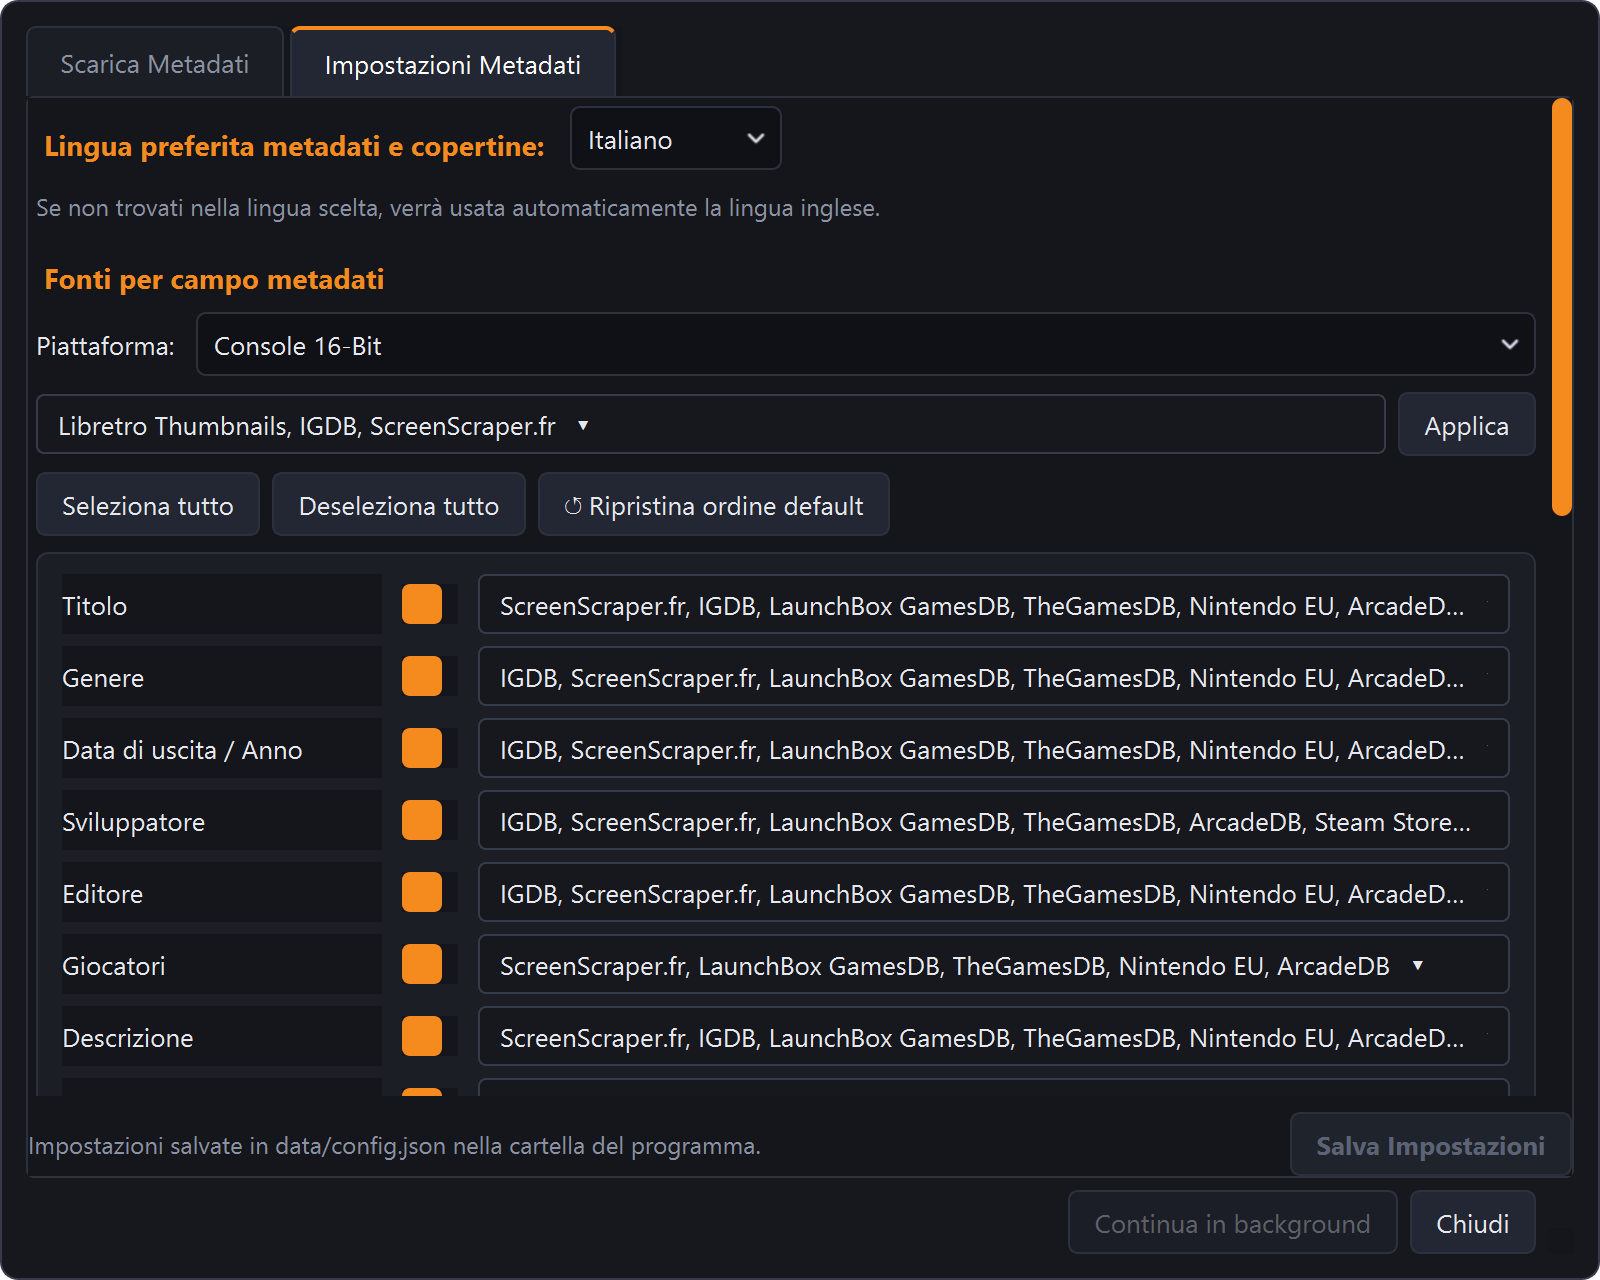 Scarica Metadati
Impostazioni Metadati
Lingua preferita metadati e copertine:
Italiano
Se non trovati nella lingua scelta, verrà usata automaticamente la lingua inglese.
Fonti per campo metadati
Piattaforma:
Console 16-Bit
Libretro Thumbnails, IGDB, ScreenScraper.fr ▼
Applica
Seleziona tutto
Deseleziona tutto
↺ Ripristina ordine default
Titolo
ScreenScraper.fr, IGDB, LaunchBox GamesDB, TheGamesDB, Nintendo EU, ArcadeD...
Genere
IGDB, ScreenScraper.fr, LaunchBox GamesDB, TheGamesDB, Nintendo EU, ArcadeD...
Data di uscita / Anno
IGDB, ScreenScraper.fr, LaunchBox GamesDB, TheGamesDB, Nintendo EU, ArcadeD...
Sviluppatore
IGDB, ScreenScraper.fr, LaunchBox GamesDB, TheGamesDB, ArcadeDB, Steam Store...
Editore
IGDB, ScreenScraper.fr, LaunchBox GamesDB, TheGamesDB, Nintendo EU, ArcadeD...
Giocatori
ScreenScraper.fr, LaunchBox GamesDB, TheGamesDB, Nintendo EU, ArcadeDB ▼
Descrizione
ScreenScraper.fr, IGDB, LaunchBox GamesDB, TheGamesDB, Nintendo EU, ArcadeD...
Impostazioni salvate in data/config.json nella cartella del programma.
Salva Impostazioni
Continua in background
Chiudi